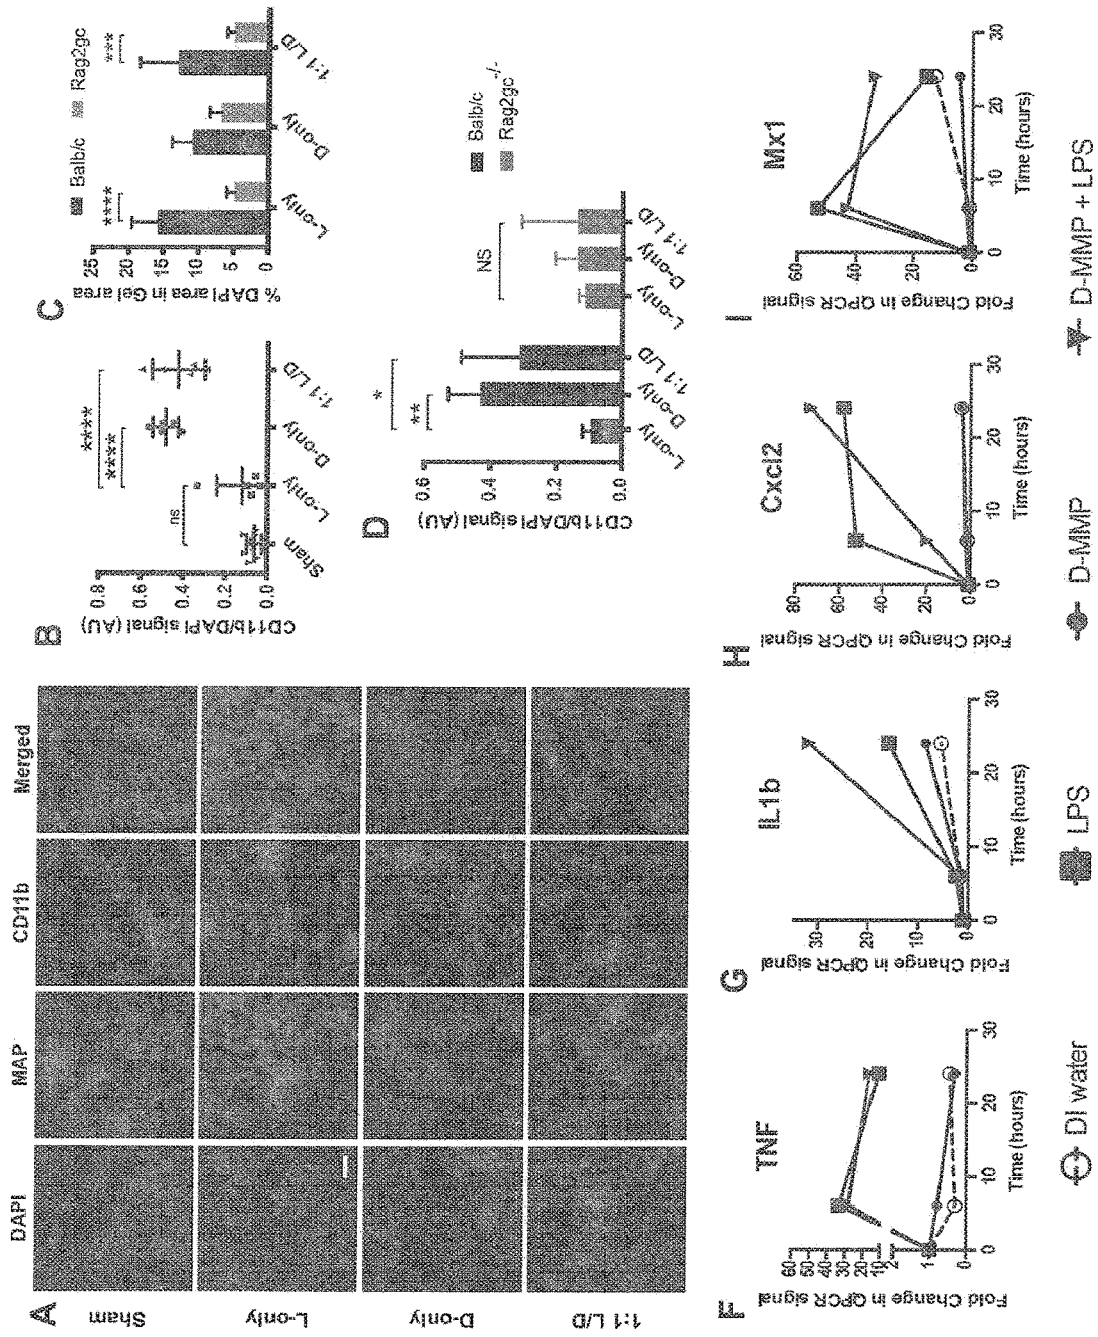 A
DAPI
MAP
CD11b
Merged
Sham
L-only
D-only
1:1 L/D
B
CD11b/DAPI signal (AU)
0.8
0.6
0.4
0.2
0.0
ns
****
****
Sham
L-only
D-only
1:1 L/D
C
% DAPI area in Gel area
25
20
15
10
5
0
Balb/c
Rag2gc
****
***
L-only
D-only
1:1 L/D
D
CD11b/DAPI signal (AU)
0.6
0.4
0.2
0.0
*
**
NS
Balb/c
Rag2gc-/-
L-only
D-only
1:1 L/D
L-only
D-only
1:1 L/D
F
TNF
Fold Change in QPCR signal
60
50
40
30
20
10
2
1
0
0
10
20
30
Time (hours)
G
IL1b
Fold Change in QPCR signal
30
20
10
0
0
10
20
30
Time (hours)
H
Cxcl2
Fold Change in QPCR signal
80
60
40
20
0
0
10
20
30
Time (hours)
I
Mx1
Fold Change in QPCR signal
60
40
20
0
0
10
20
30
Time (hours)
DI water
LPS
D-MMP
D-MMP + LPS